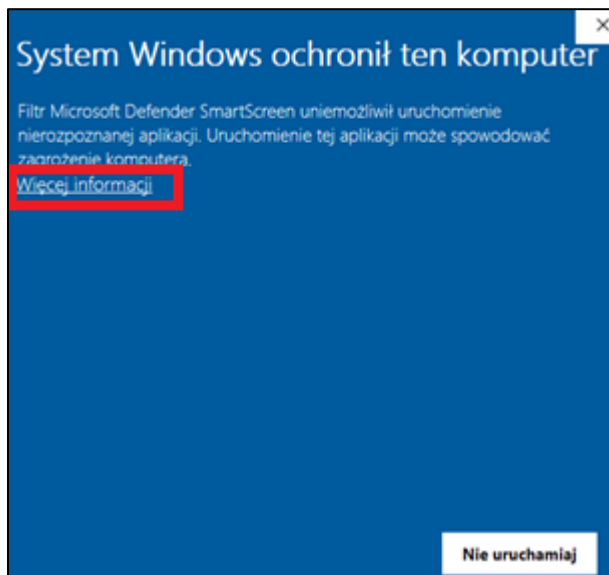 System Windows ochronił ten komputer
Filtr Microsoft Defender SmartScreen uniemożliwił uruchomienie
nierozpoznanej aplikacji. Uruchomienie tej aplikacji może spowodować
zagrożenie komputera.
Więcej informacji
Nie uruchamiaj